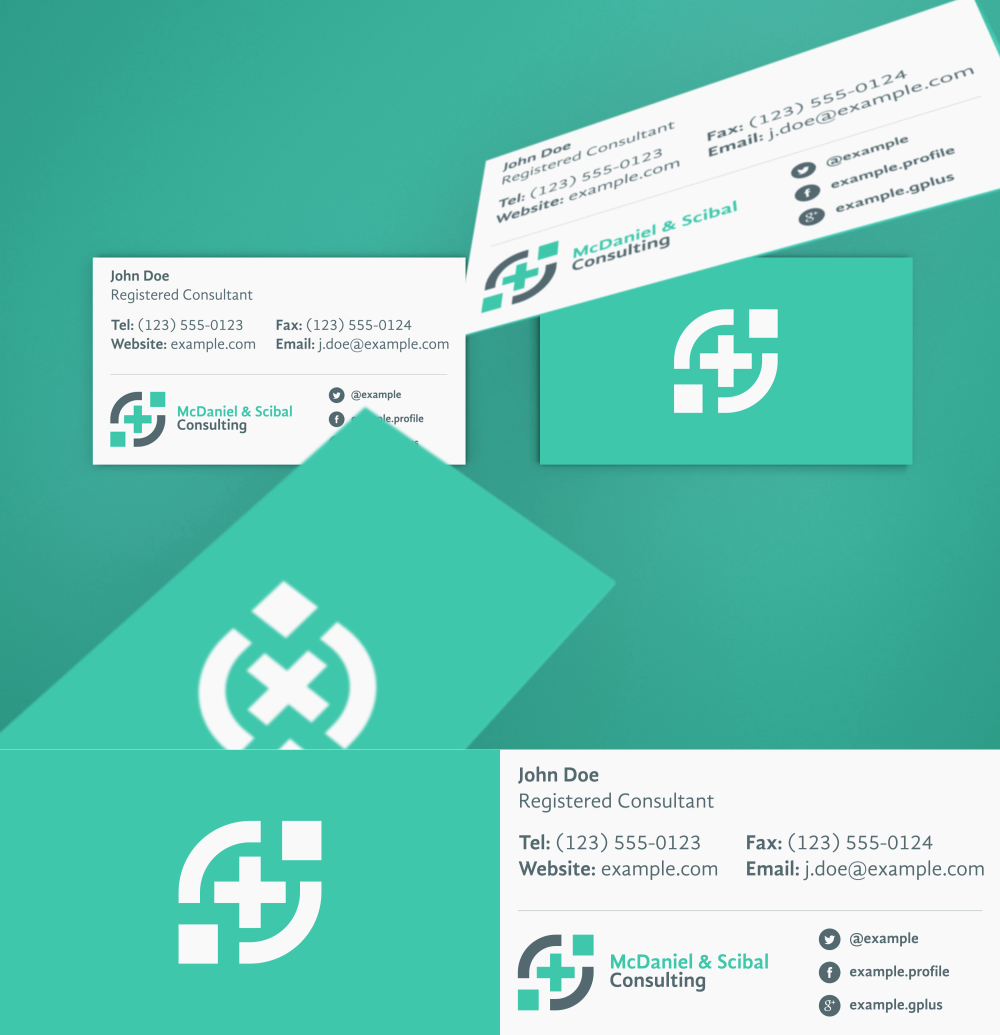 John Doe
Registered Consultant
Tel: (123) 555-0123
Website: example.com
Fax: (123) 555-0124
Email: j.doe@example.com
McDaniel & Scibal
Consulting
@example
example.profile
example.gplus
John Doe
Registered Consultant
Tel: (123) 555-0123 Fax: (123) 555-0124
Website: example.com Email: j.doe@example.com
McDaniel & Scibal
Consulting
@example
.profile
John Doe
Registered Consultant
Tel: (123) 555-0123 Fax: (123) 555-0124
Website: example.com Email: j.doe@example.com
McDaniel & Scibal
Consulting
@example
example.profile
example.gplus